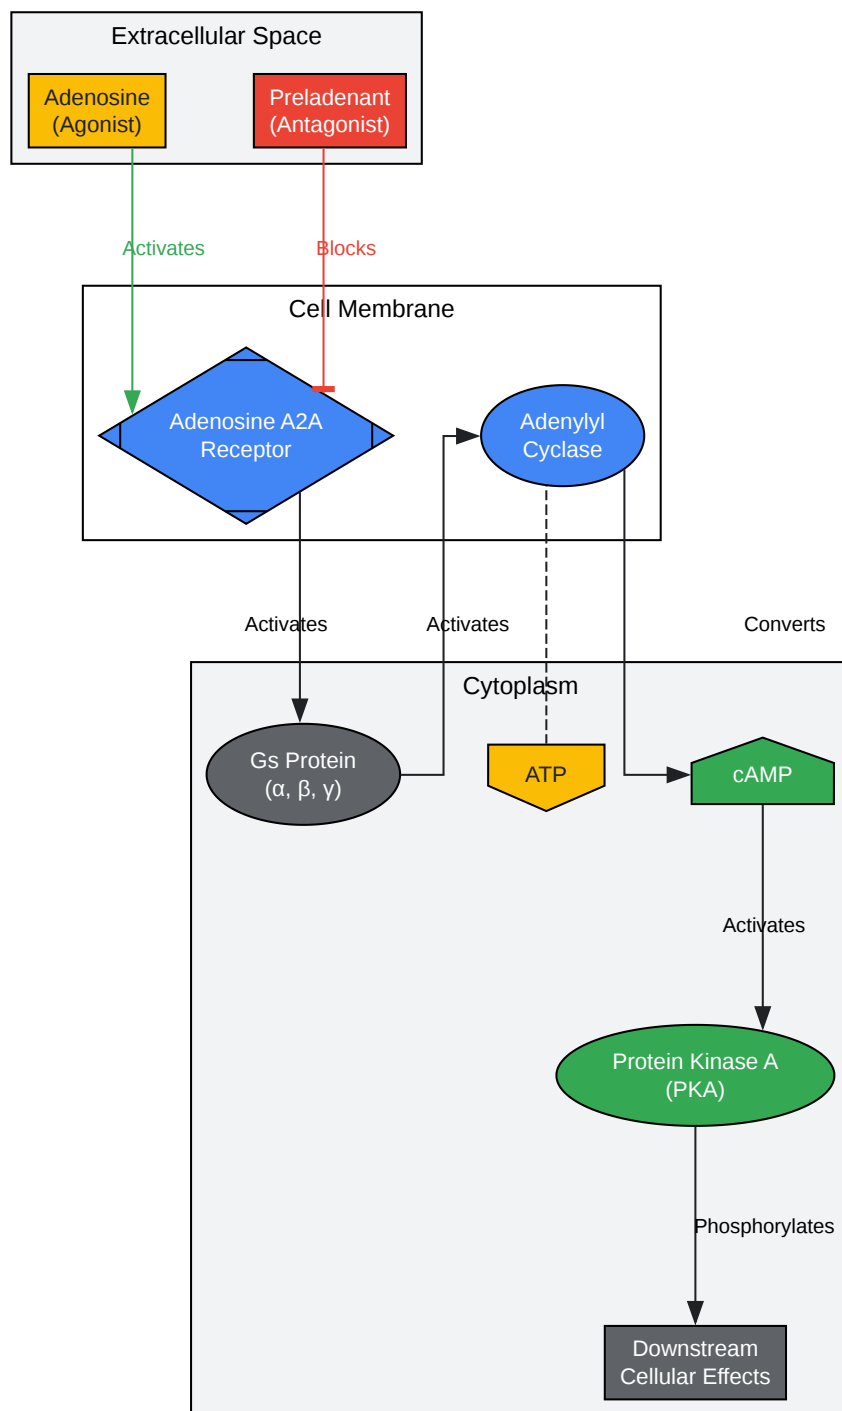 Extracellular Space
Adenosine
(Agonist)
Preladenant
(Antagonist)
Activates
Blocks
Cell Membrane
Adenosine A2A
Receptor
Adenylyl
Cyclase
Activates
Activates
Converts
Cytoplasm
Gs Protein
(α, β, γ)
ATP
cAMP
Activates
Protein Kinase A
(PKA)
Phosphorylates
Downstream
Cellular Effects